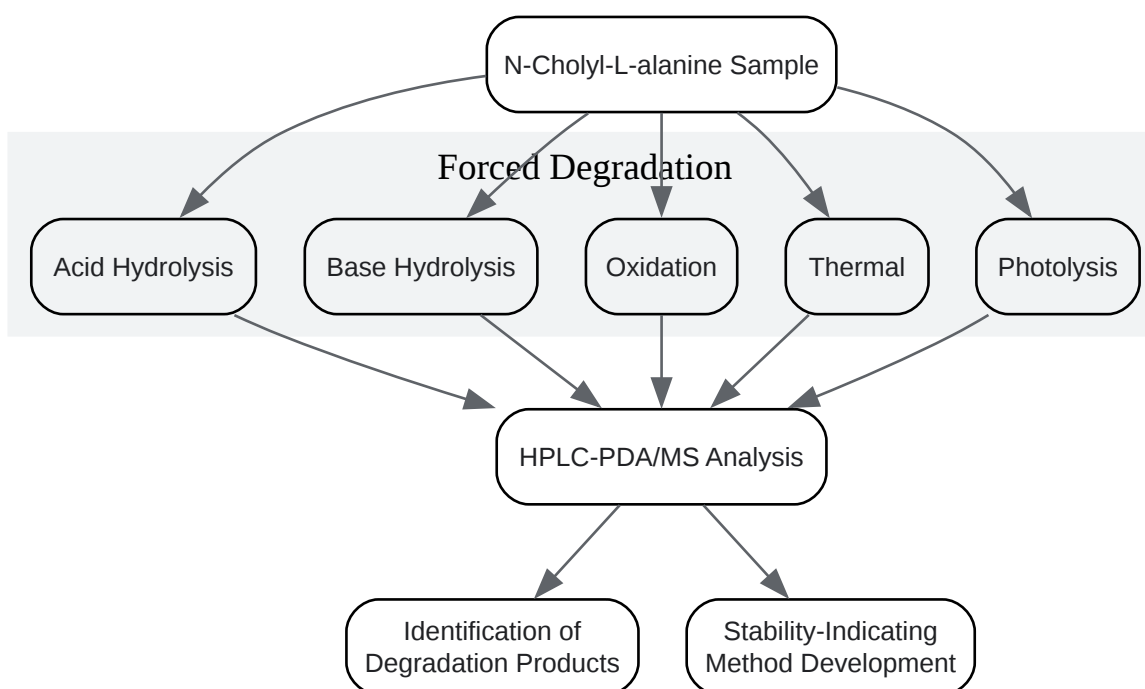 N-Cholyl-L-alanine Sample
Forced Degradation
Acid Hydrolysis
Base Hydrolysis
Oxidation
Thermal
Photolysis
HPLC-PDA/MS Analysis
Identification of
Degradation Products
Stability-Indicating
Method Development